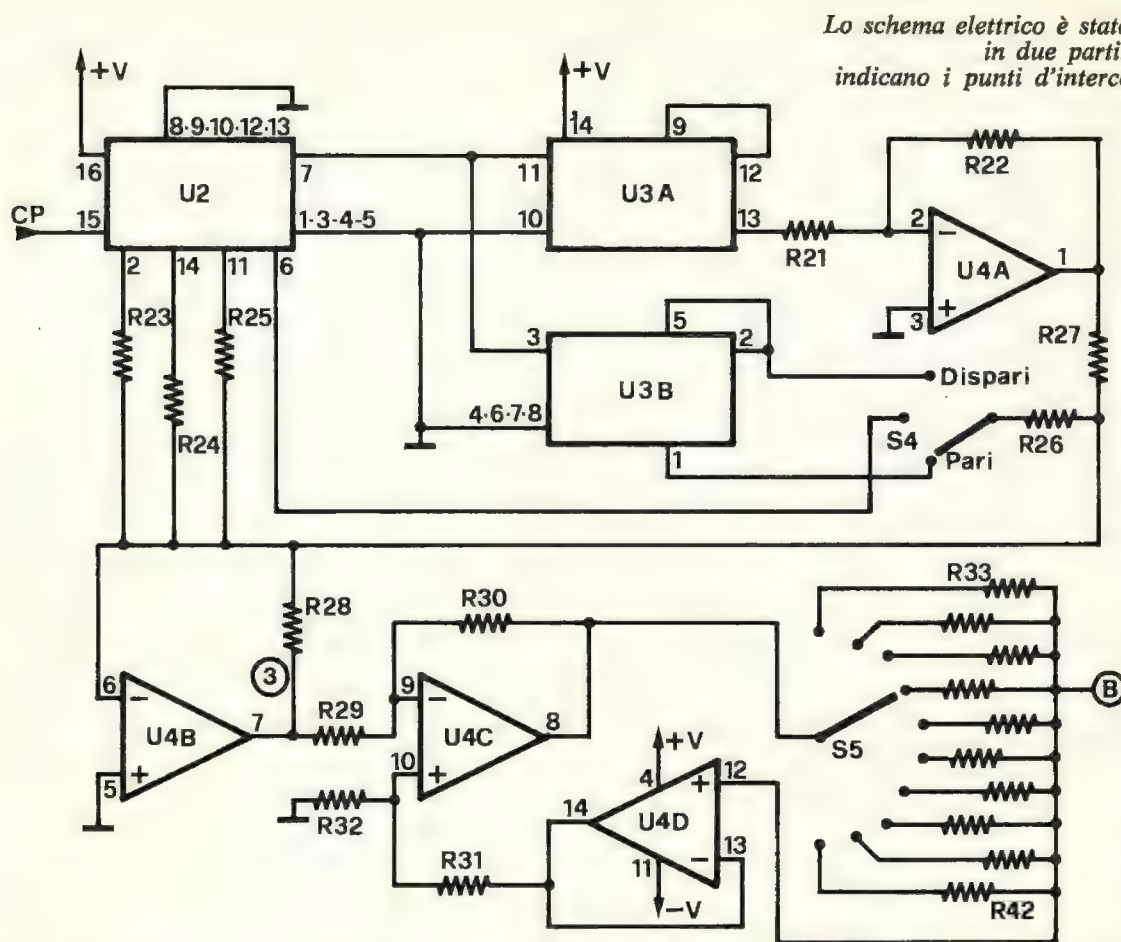 Lo schema elettrico è stato
in due parti
indicano i punti d'interc
+V
+V
8·9·10·12·13
14
9
16
7
11
12
R22
U2
U3A
CP
15
1·3-4-5
10
13
2
−
1
R21
U4A
2
14
11
6
+
3
R23
R25
5
R27
3
2
U3B
Dispari
R24
4·6·7·8
S4
R26
1
Pari
R28
R30
R33
3
6
−
9
−
B
U4B
7
R29
U4C
8
S5
+V
5
+
10
+
4
12
+
R32
14
U4D
13
−
R31
11
−V
R42